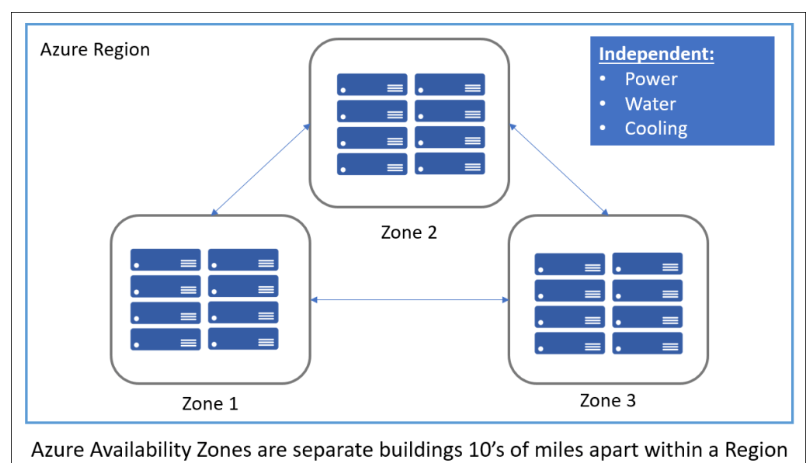 Azure Region
Independent:
• Power
• Water
• Cooling
Zone 2
Zone 1
Zone 3
Azure Availability Zones are separate buildings 10's of miles apart within a Region